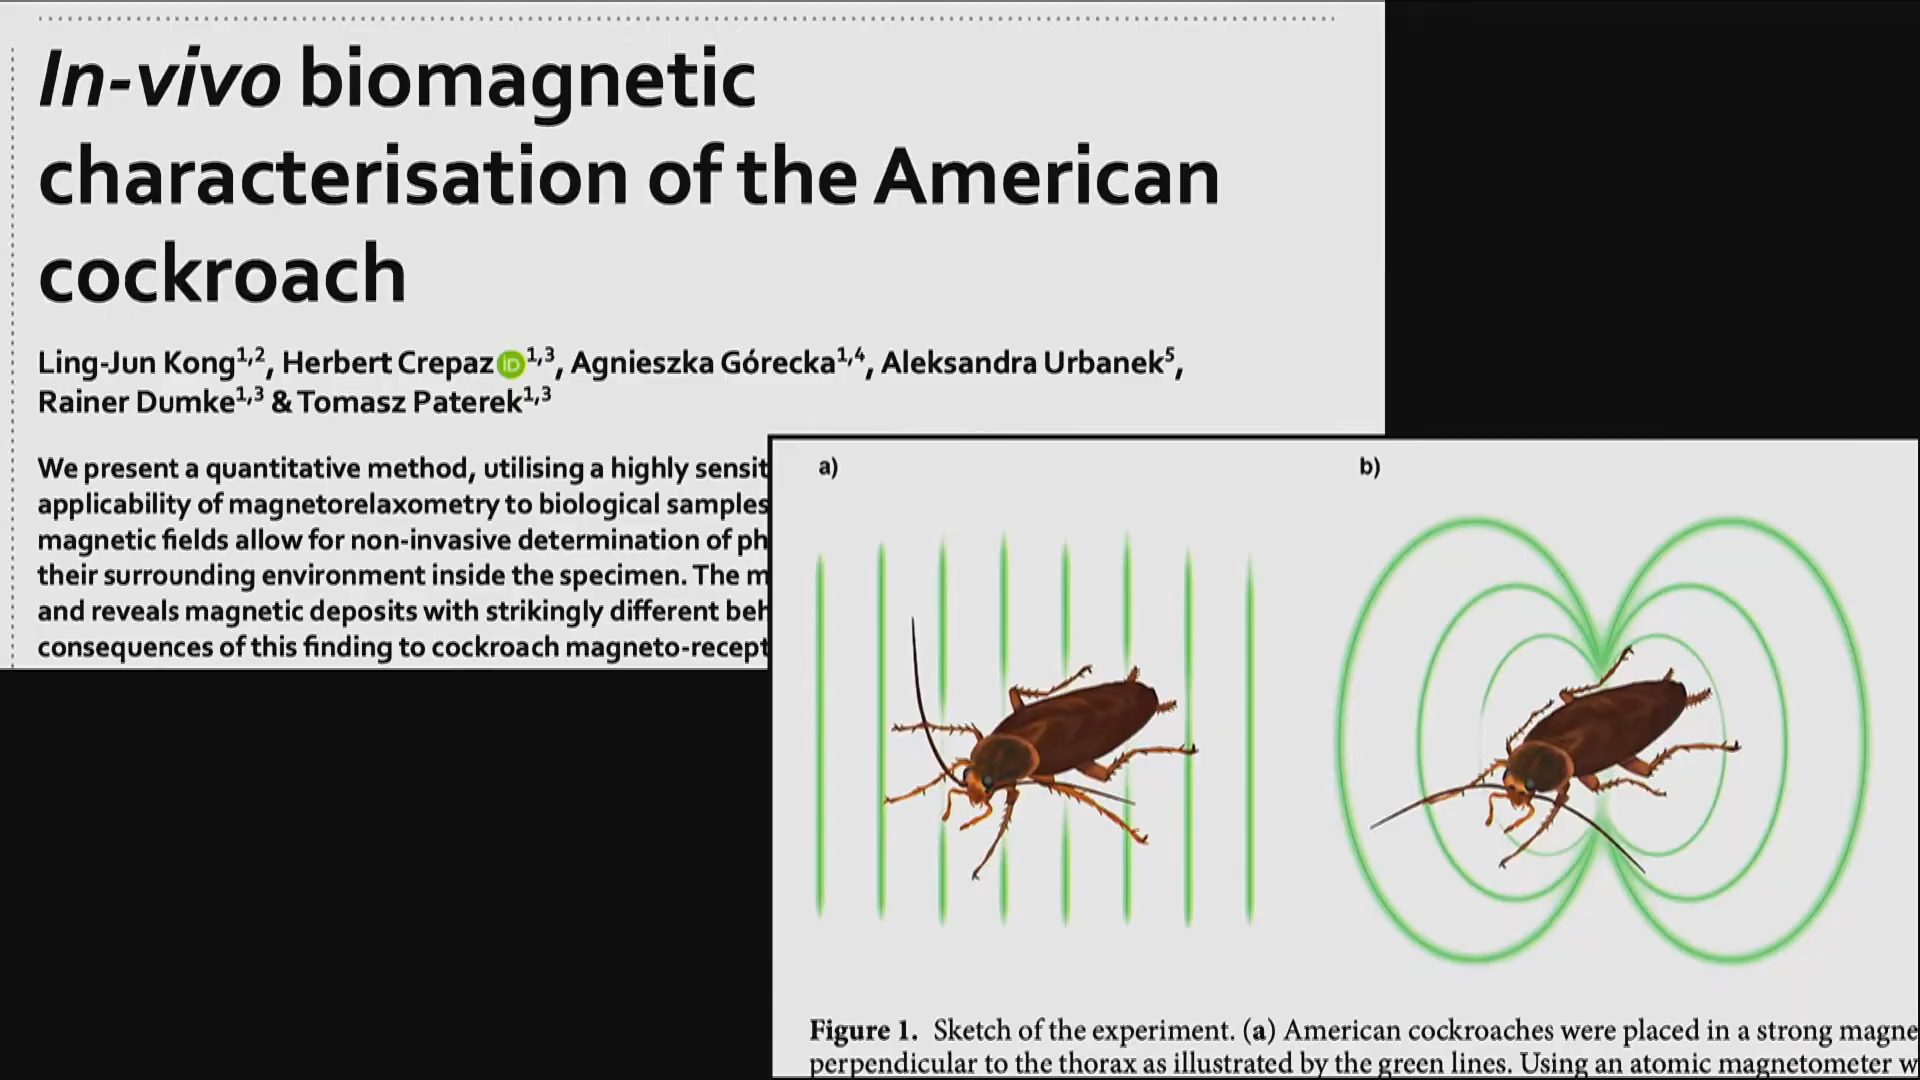 In-vivo biomagnetic
characterisation of the American
cockroach
Ling-Jun Kong1,2, Herbert Crepaz iD 1,3, Agnieszka Górecka1,4, Aleksandra Urbanek5,
Rainer Dumke1,3 & Tomasz Paterek1,3
We present a quantitative method, utilising a highly sensit
applicability of magnetorelaxometry to biological samples
magnetic fields allow for non-invasive determination of ph
their surrounding environment inside the specimen. The m
and reveals magnetic deposits with strikingly different beh
consequences of this finding to cockroach magneto-recept
a)
b)
Figure 1. Sketch of the experiment. (a) American cockroaches were placed in a strong magne
perpendicular to the thorax as illustrated by the green lines. Using an atomic magnetometer w